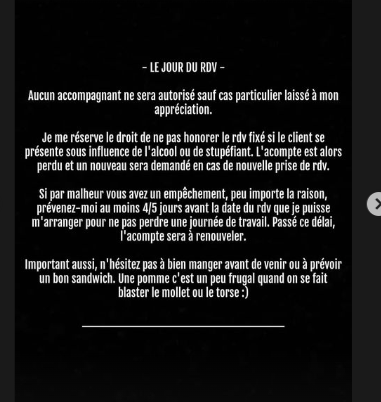 - LE JOUR DU RDV -
Aucun accompagnant ne sera autorisé sauf cas particulier laissé à mon
appréciation.
Je me réserve le droit de ne pas honorer le rdv fixé si le client se
présente sous influence de l'alcool ou de stupéfiant. L'acompte est alors
perdu et un nouveau sera demandé en cas de nouvelle prise de rdv.
Si par malheur vous avez un empêchement, peu importe la raison,
prévenez-moi au moins 4/5 jours avant la date du rdv que je puisse
m'arranger pour ne pas perdre une journée de travail. Passé ce délai,
l'acompte sera à renouveler.
Important aussi, n'hésitez pas à bien manger avant de venir ou à prévoir
un bon sandwich. Une pomme c'est un peu frugal quand on se fait
blaster le mollet ou le torse :)